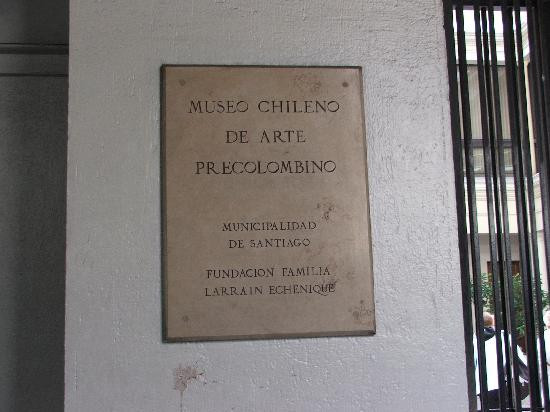 MUSEO CHILENO
DE ARTE
PRECOLOMBINO
MUNICIPALIDAD
DE SANTIAGO
FUNDACION FAMILIA
LARRAIN ECHENIQUE